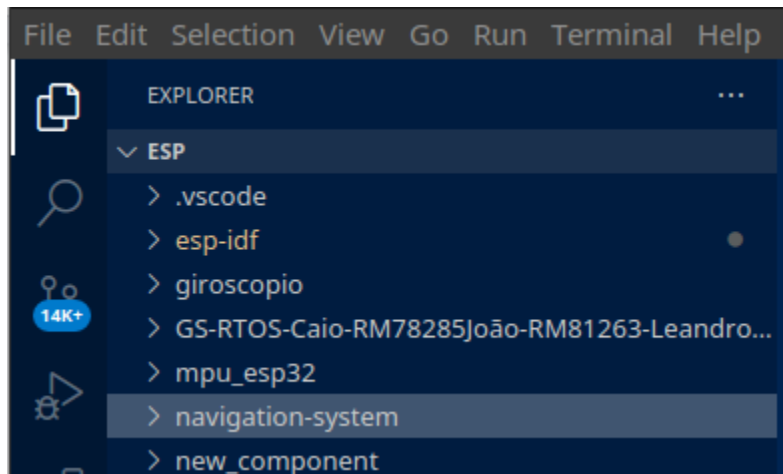 File Edit Selection View Go Run Terminal Help
EXPLORER ...
ESP
.vscode
esp-idf
giroscopio
14K+
GS-RTOS-Caio-RM78285João-RM81263-Leandro...
mpu_esp32
navigation-system
new_component